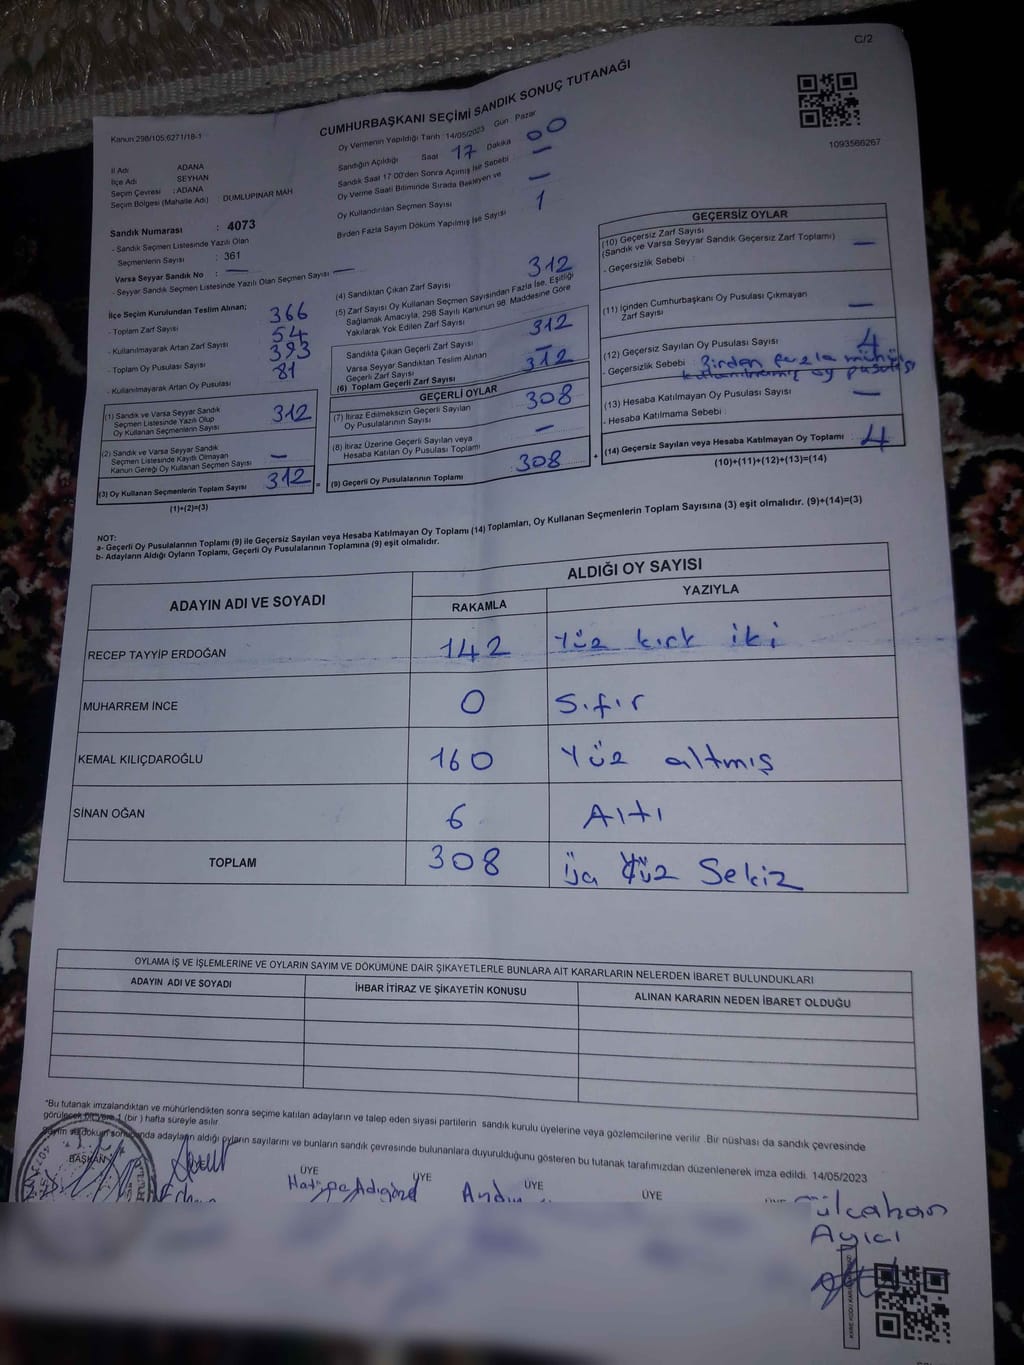 C/2
CUMHURBAŞKANI SEÇİMİ SANDIK SONUÇ TUTANAĞI
Kanun 298/105;6271/18-1
1093566267
İl Adı ADANA
İlçe Adı SEYHAN
Seçim Çevresi : ADANA
Seçim Bölgesi (Mahalle Adı) : DUMLUPINAR MAH
Sandık Numarası : 4073
- Sandık Seçmen Listesinde Yazılı Olan
Seçmenlerin Sayısı : 361
Varsa Seyyar Sandık No : —
- Seyyar Sandık Seçmen Listesinde Yazılı Olan Seçmen Sayısı —
Oy Vermenin Yapıldığı Tarih :14/05/2023 Gün : Pazar
Sandığın Açıldığı Saat 17 Dakika 00
Sandık Saat 17:00'den Sonra Açılmış İse Sebebi —
Oy Verme Saati Bitiminde Sırada Bekleyen ve
Oy Kullandırılan Seçmen Sayısı —
Birden Fazla Sayım Döküm Yapılmış İse Sayısı 1
İlçe Seçim Kurulundan Teslim Alınan;
- Toplam Zarf Sayısı 366
- Kullanılmayarak Artan Zarf Sayısı 54
- Toplam Oy Pusulası Sayısı 393
- Kullanılmayarak Artan Oy Pusulası 81
(1) Sandık ve Varsa Seyyar Sandık
Seçmen Listesinde Yazılı Olup
Oy Kullanan Seçmenlerin Sayısı 312
(2) Sandık ve Varsa Seyyar Sandık
Seçmen Listesinde Kayıtlı Olmayan
Kanun Gereği Oy Kullanan Seçmen Sayısı —
(3) Oy Kullanan Seçmenlerin Toplam Sayısı 312
(1)+(2)=(3)
(4) Sandıktan Çıkan Zarf Sayısı 312
(5) Zarf Sayısı Oy Kullanan Seçmen Sayısından Fazla İse, Eşitliği
Sağlamak Amacıyla, 298 Sayılı Kanunun 98. Maddesine Göre
Yakılarak Yok Edilen Zarf Sayısı
Sandıkta Çıkan Geçerli Zarf Sayısı 312
Varsa Seyyar Sandıktan Teslim Alınan
Geçerli Zarf Sayısı —
(6) Toplam Geçerli Zarf Sayısı 312
GEÇERLİ OYLAR
(7) İtiraz Edilmeksizin Geçerli Sayılan
Oy Pusulalarının Sayısı 308
(8) İtiraz Üzerine Geçerli Sayılan veya
Hesaba Katılan Oy Pusulası Toplamı —
(9) Geçerli Oy Pusulalarının Toplamı 308
GEÇERSİZ OYLAR
(10) Geçersiz Zarf Sayısı
(Sandık ve Varsa Seyyar Sandık Geçersiz Zarf Toplamı) —
- Geçersizlik Sebebi :
(11) İçinden Cumhurbaşkanı Oy Pusulası Çıkmayan
Zarf Sayısı —
(12) Geçersiz Sayılan Oy Pusulası Sayısı 4
- Geçersizlik Sebebi : Birden fazla mühür
kullanılmamış oy pusulası
(13) Hesaba Katılmayan Oy Pusulası Sayısı —
- Hesaba Katılmama Sebebi :
(14) Geçersiz Sayılan veya Hesaba Katılmayan Oy Toplamı : 4
(10)+(11)+(12)+(13)=(14)
NOT:
a- Geçerli Oy Pusulalarının Toplamı (9) ile Geçersiz Sayılan veya Hesaba Katılmayan Oy Toplamı (14) Toplamları, Oy Kullanan Seçmenlerin Toplam Sayısına (3) eşit olmalıdır. (9)+(14)=(3)
b- Adayların Aldığı Oyların Toplamı, Geçerli Oy Pusulalarının Toplamına (9) eşit olmalıdır.
ADAYIN ADI VE SOYADI ALDIĞI OY SAYISI
RAKAMLA YAZIYLA
RECEP TAYYİP ERDOĞAN 142 Yüz kırk iki
MUHARREM İNCE 0 Sıfır
KEMAL KILIÇDAROĞLU 160 Yüz altmış
SİNAN OĞAN 6 Altı
TOPLAM 308 Üç Yüz Sekiz
OYLAMA İŞ VE İŞLEMLERİNE VE OYLARIN SAYIM VE DÖKÜMÜNE DAİR ŞİKAYETLERLE BUNLARA AİT KARARLARIN NELERDEN İBARET BULUNDUKLARI
ADAYIN ADI VE SOYADI İHBAR İTİRAZ VE ŞİKAYETİN KONUSU ALINAN KARARIN NEDEN İBARET OLDUĞU
"Bu tutanak imzalandıktan ve mühürlendikten sonra seçime katılan adayların ve talep eden siyasi partilerin sandık kurulu üyelerine veya gözlemcilerine verilir .Bir nüshası da sandık çevresinde
görülecek bir yere 1 (bir ) hafta süreyle asılır.
Sayım ve döküm sonucunda adayların aldığı oyların sayılarını ve bunların sandık çevresinde bulunanlara duyurulduğunu gösteren bu tutanak tarafımızdan düzenlenerek imza edildi. 14/05/2023
BAŞKAN ÜYE ÜYE ÜYE ÜYE
Gülcahan
Ayıcı